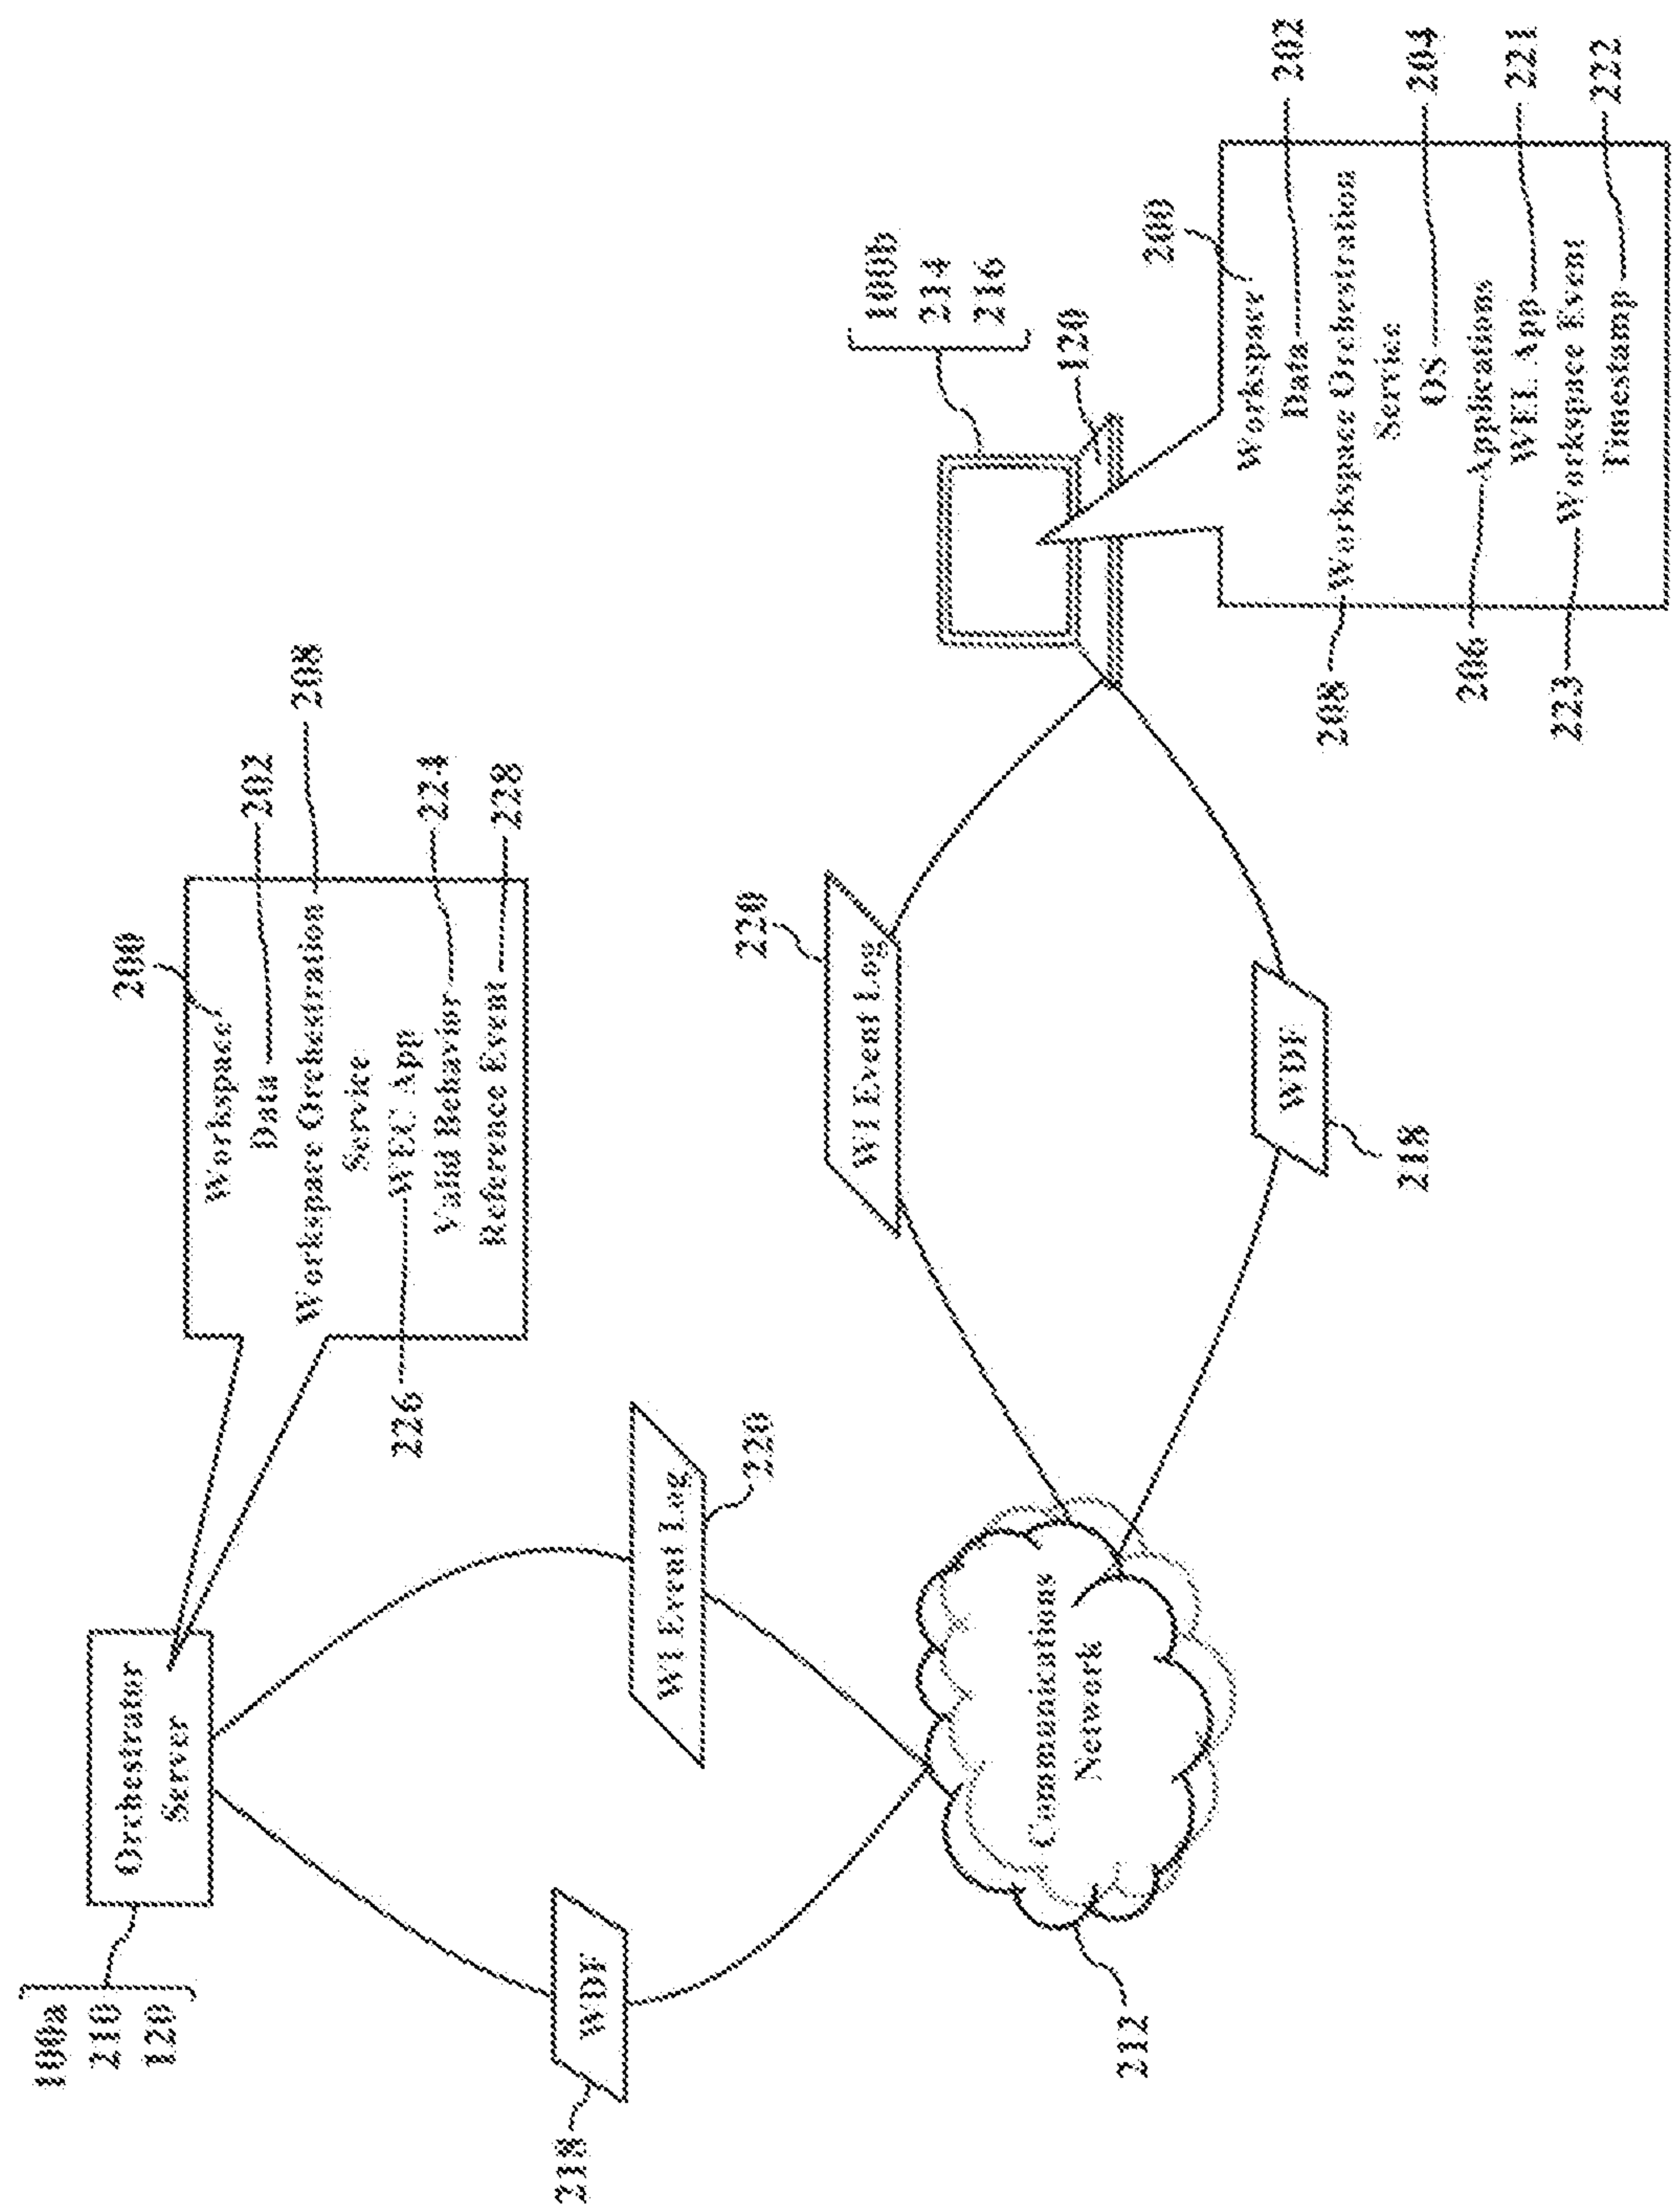 100a
210
120
Orchestrator
Server
200
Workspace
Data 202
Workspace Orchestration 208
Service
226 WEC App
Valid Behavior 224
Reference Event 228
218
WDF
WI Event Log
220
212
Communications
Network
220
WI Event Log
WDF
218
100b
214
216
120
200
Workspace
Data 202
208 Workspace Orchestration
Service
OS 204
206 Applications
WEL App 221
223 Workspace Event
Timestamp 222